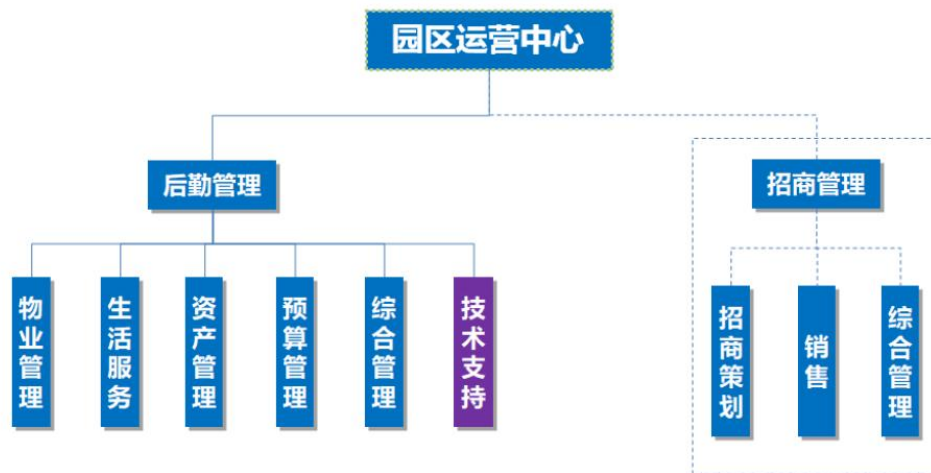 园区运营中心
后勤管理
招商管理
物业管理
生活服务
资产管理
预算管理
综合管理
技术支持
招商策划
销售
综合管理